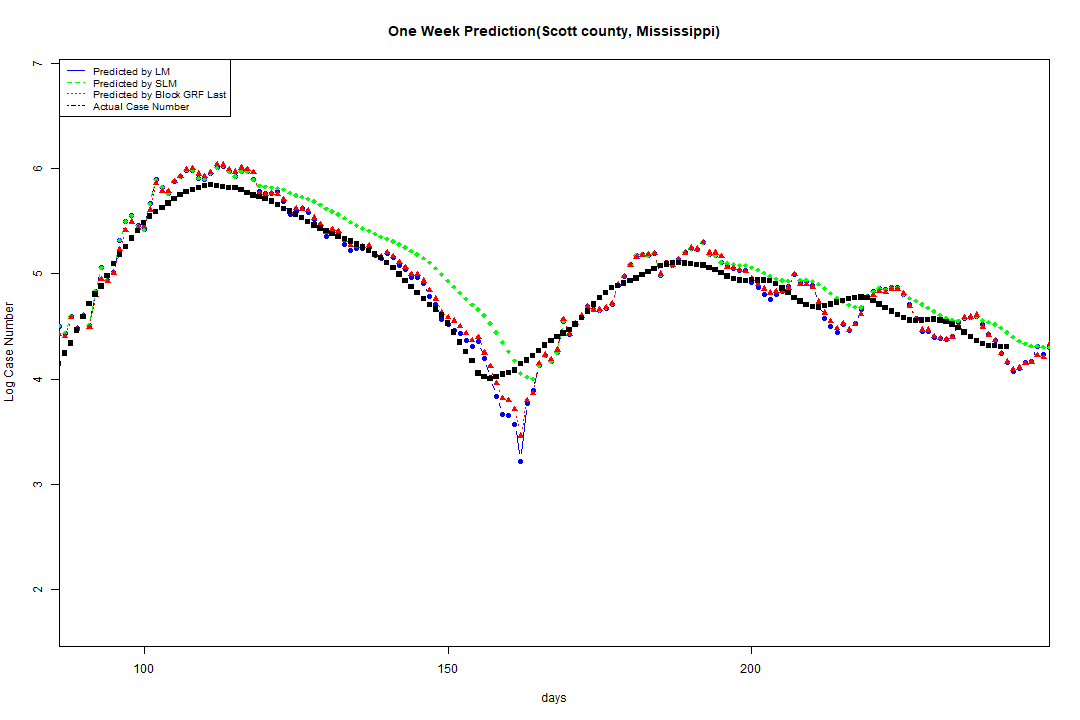 One Week Prediction(Scott county, Mississippi)
Predicted by LM
Predicted by SLM
Predicted by Block GRF Last
Actual Case Number
7
6
5
4
3
2
Log Case Number
100
150
200
days